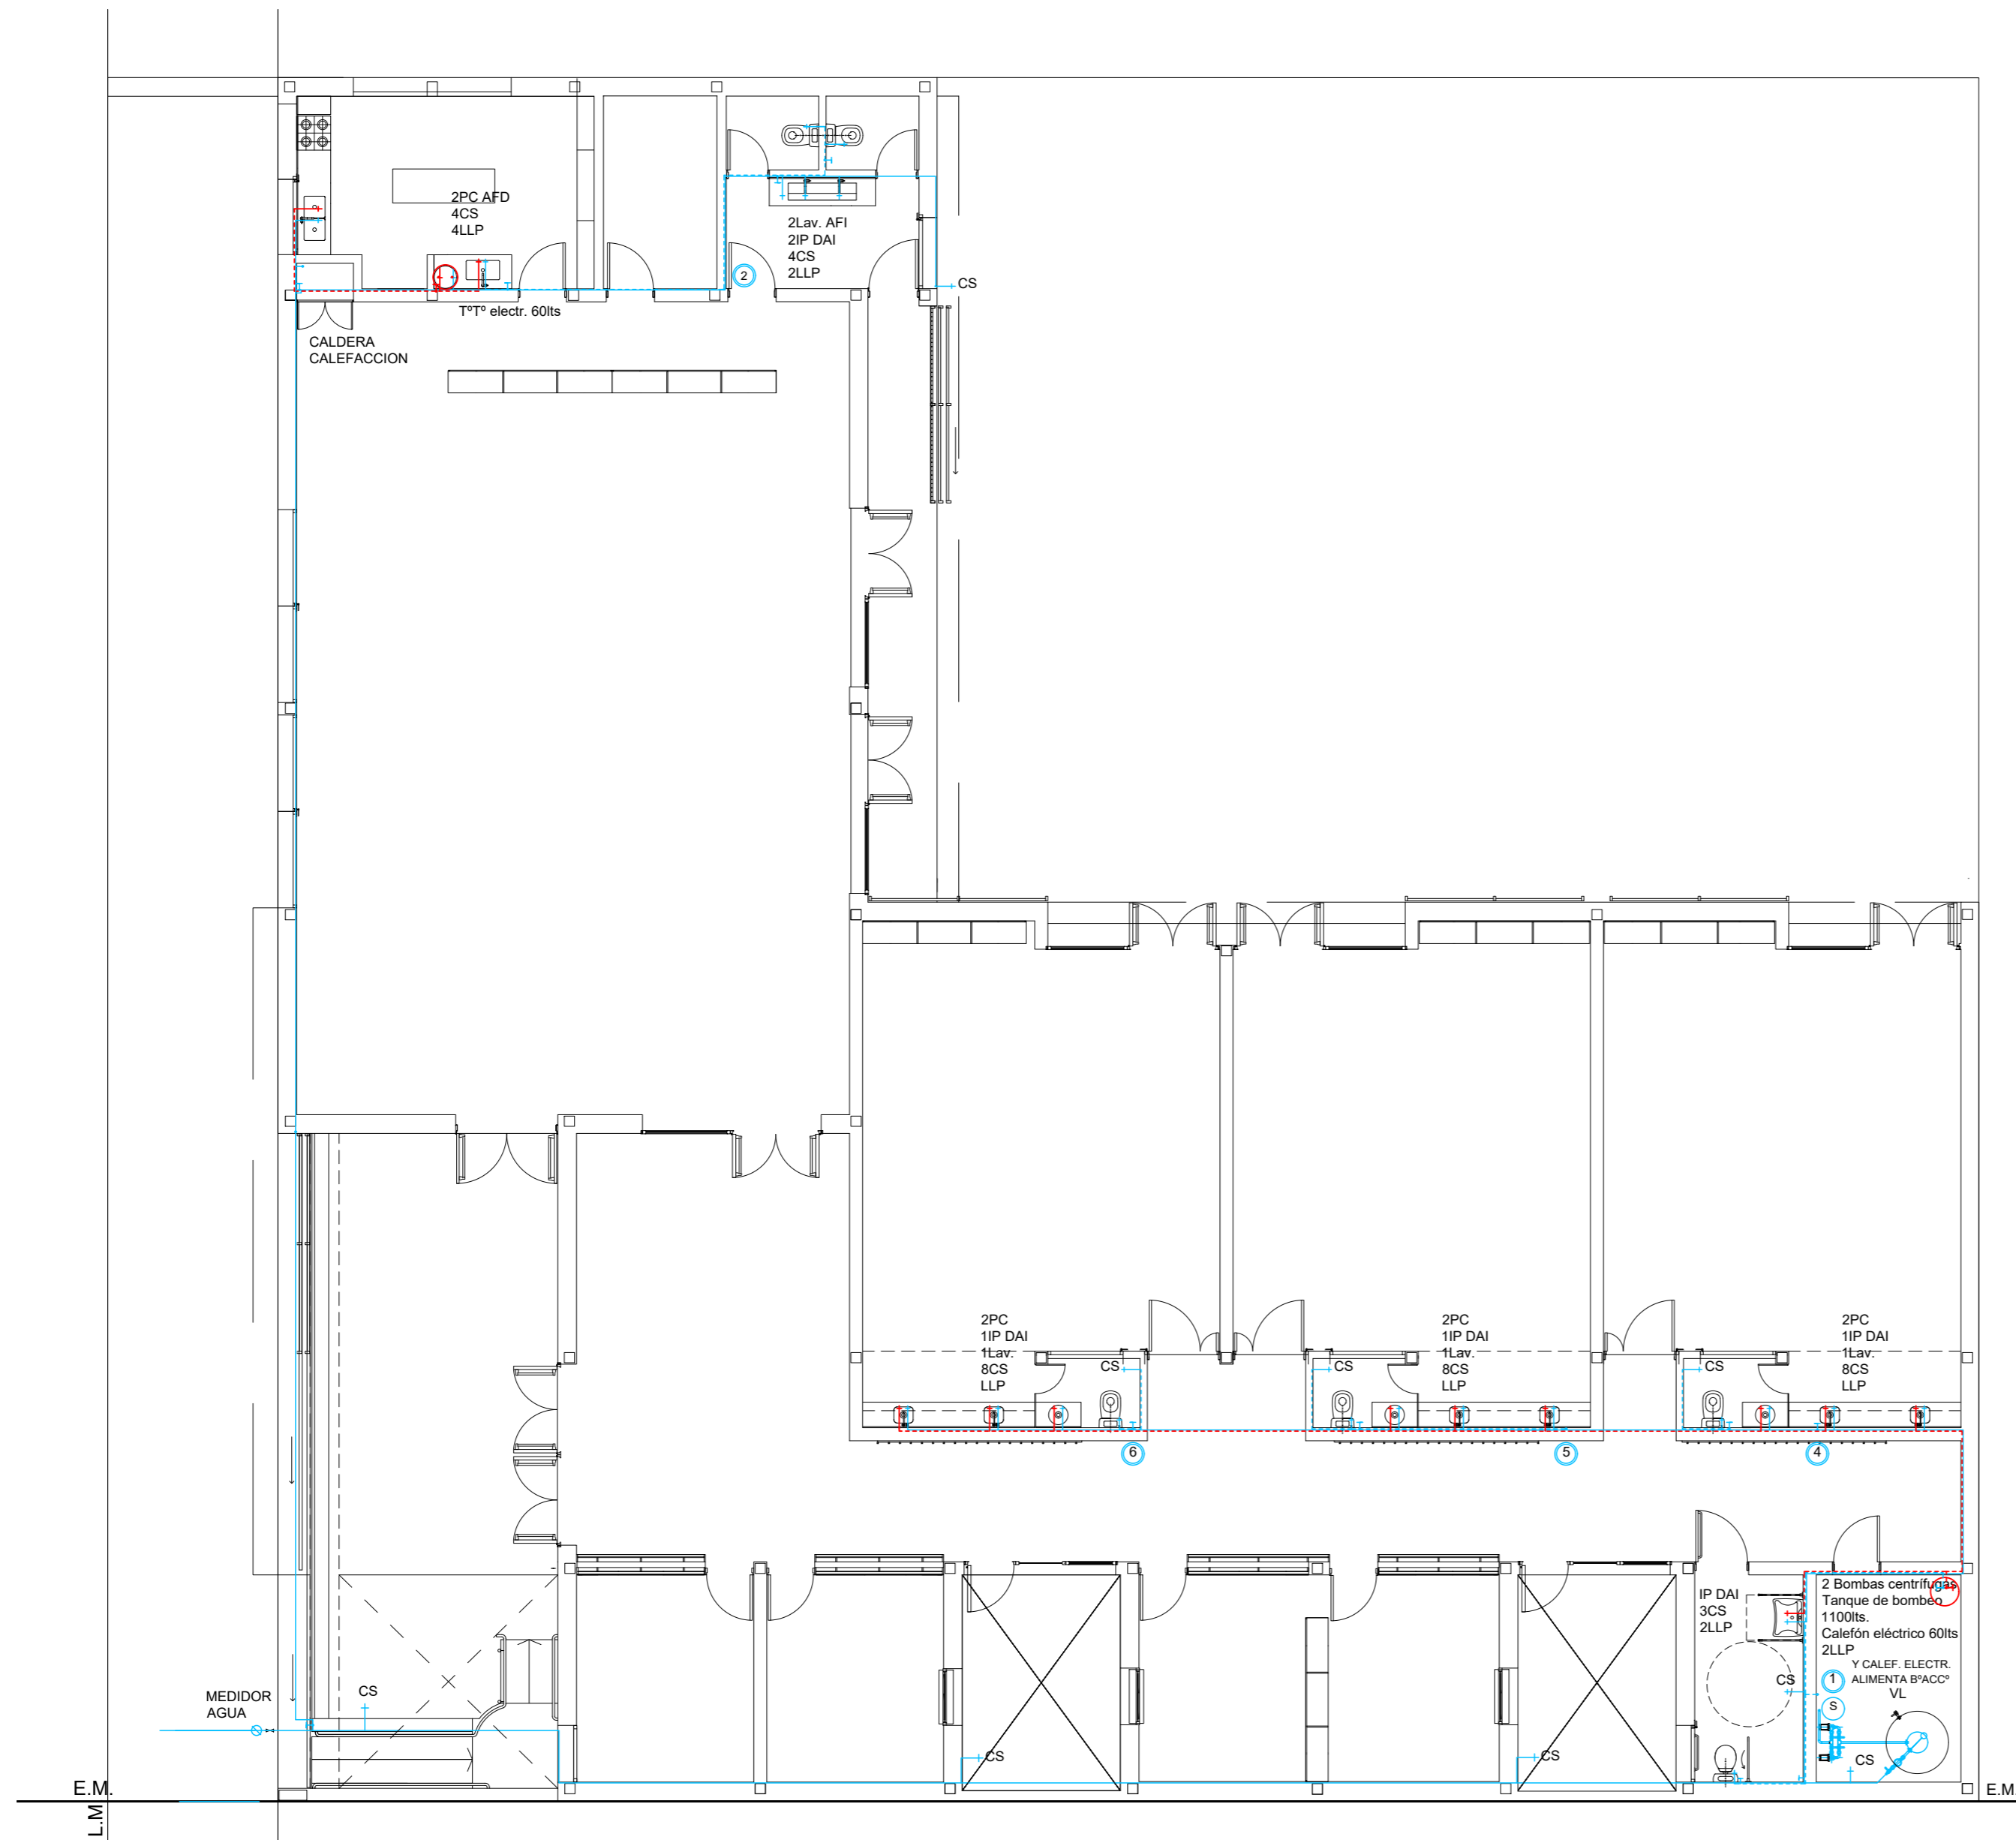 2PC AFD
4CS
4LLP
2Lav. AFI
2IP DAI
4CS
2LLP
2
CS
TºTº electr. 60lts
CALDERA
CALEFACCION
2PC
1IP DAI
1Lav.
8CS
LLP
CS
2PC
1IP DAI
1Lav.
8CS
LLP
CS
2PC
1IP DAI
1Lav.
8CS
LLP
CS
6
5
4
IP DAI
3CS
2LLP
2 Bombas centrífugas
Tanque de bombeo
1100lts.
Calefón eléctrico 60lts
2LLP
Y CALEF. ELECTR.
ALIMENTA BºACCº
VL
1
S
CS
CS
MEDIDOR
AGUA
CS
CS
CS
E.M.
L.M
E.M.